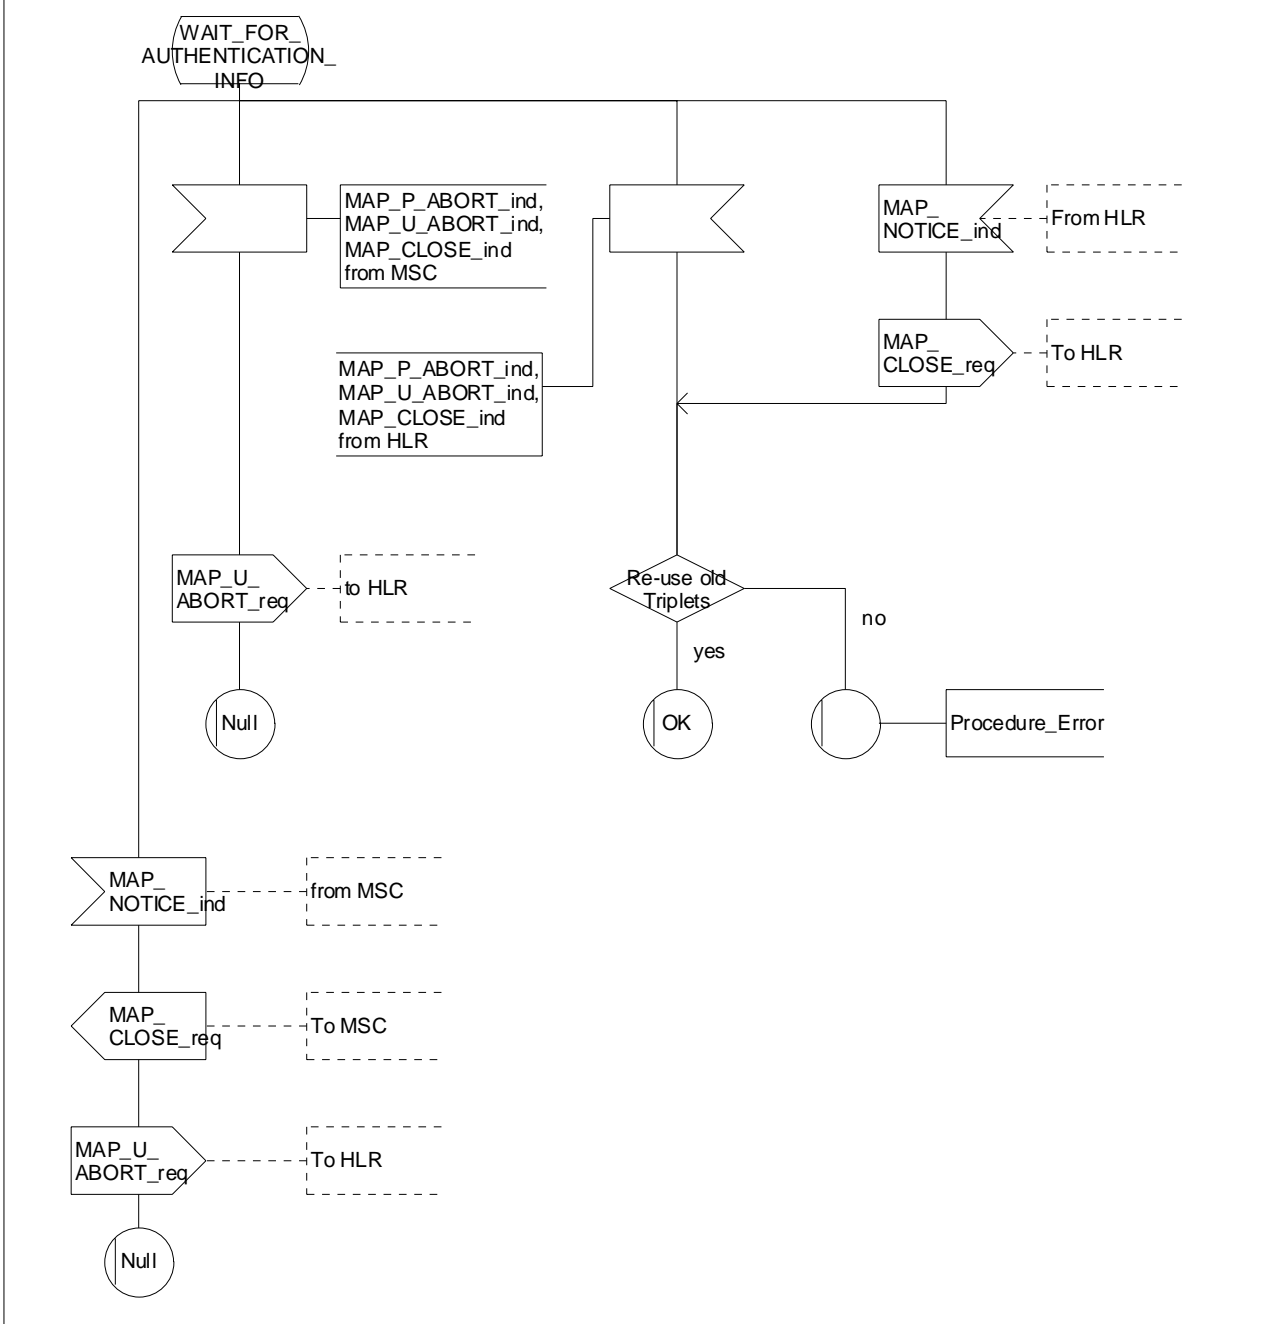 WAIT_FOR_
AUTHENTICATION_
INFO
MAP_P_ABORT_ind,
MAP_U_ABORT_ind,
MAP_CLOSE_ind
from MSC
MAP_
NOTICE_ind
From HLR
MAP_P_ABORT_ind,
MAP_U_ABORT_ind,
MAP_CLOSE_ind
from HLR
MAP_
CLOSE_req
To HLR
MAP_U_
ABORT_req
to HLR
Re-use old
Triplets
no
yes
Null
OK
Procedure_Error
MAP_
NOTICE_ind
from MSC
MAP_
CLOSE_req
To MSC
MAP_U_
ABORT_req
To HLR
Null